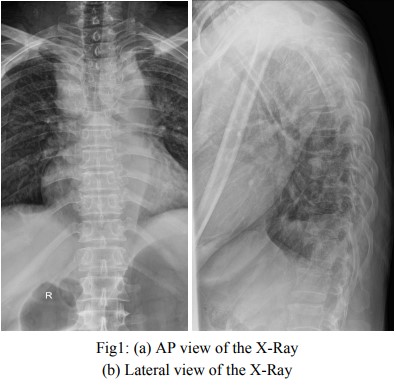 R
Fig1: (a) AP view of the X-Ray
(b) Lateral view of the X-Ray